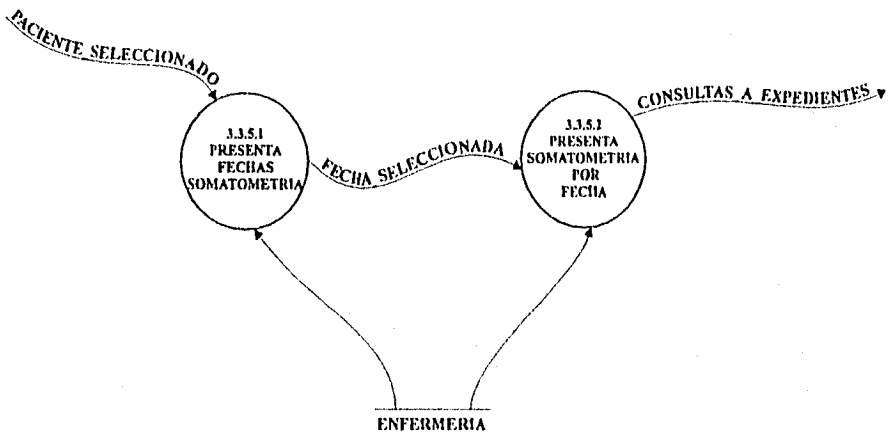 PACIENTE SELECCIONADO
3.3.5.1
PRESENTA
FECHAS
SOMATOMETRIA
FECHA SELECCIONADA
3.3.5.2
PRESENTA
SOMATOMETRIA
POR
FECHA
CONSULTAS A EXPEDIENTES
ENFERMERIA